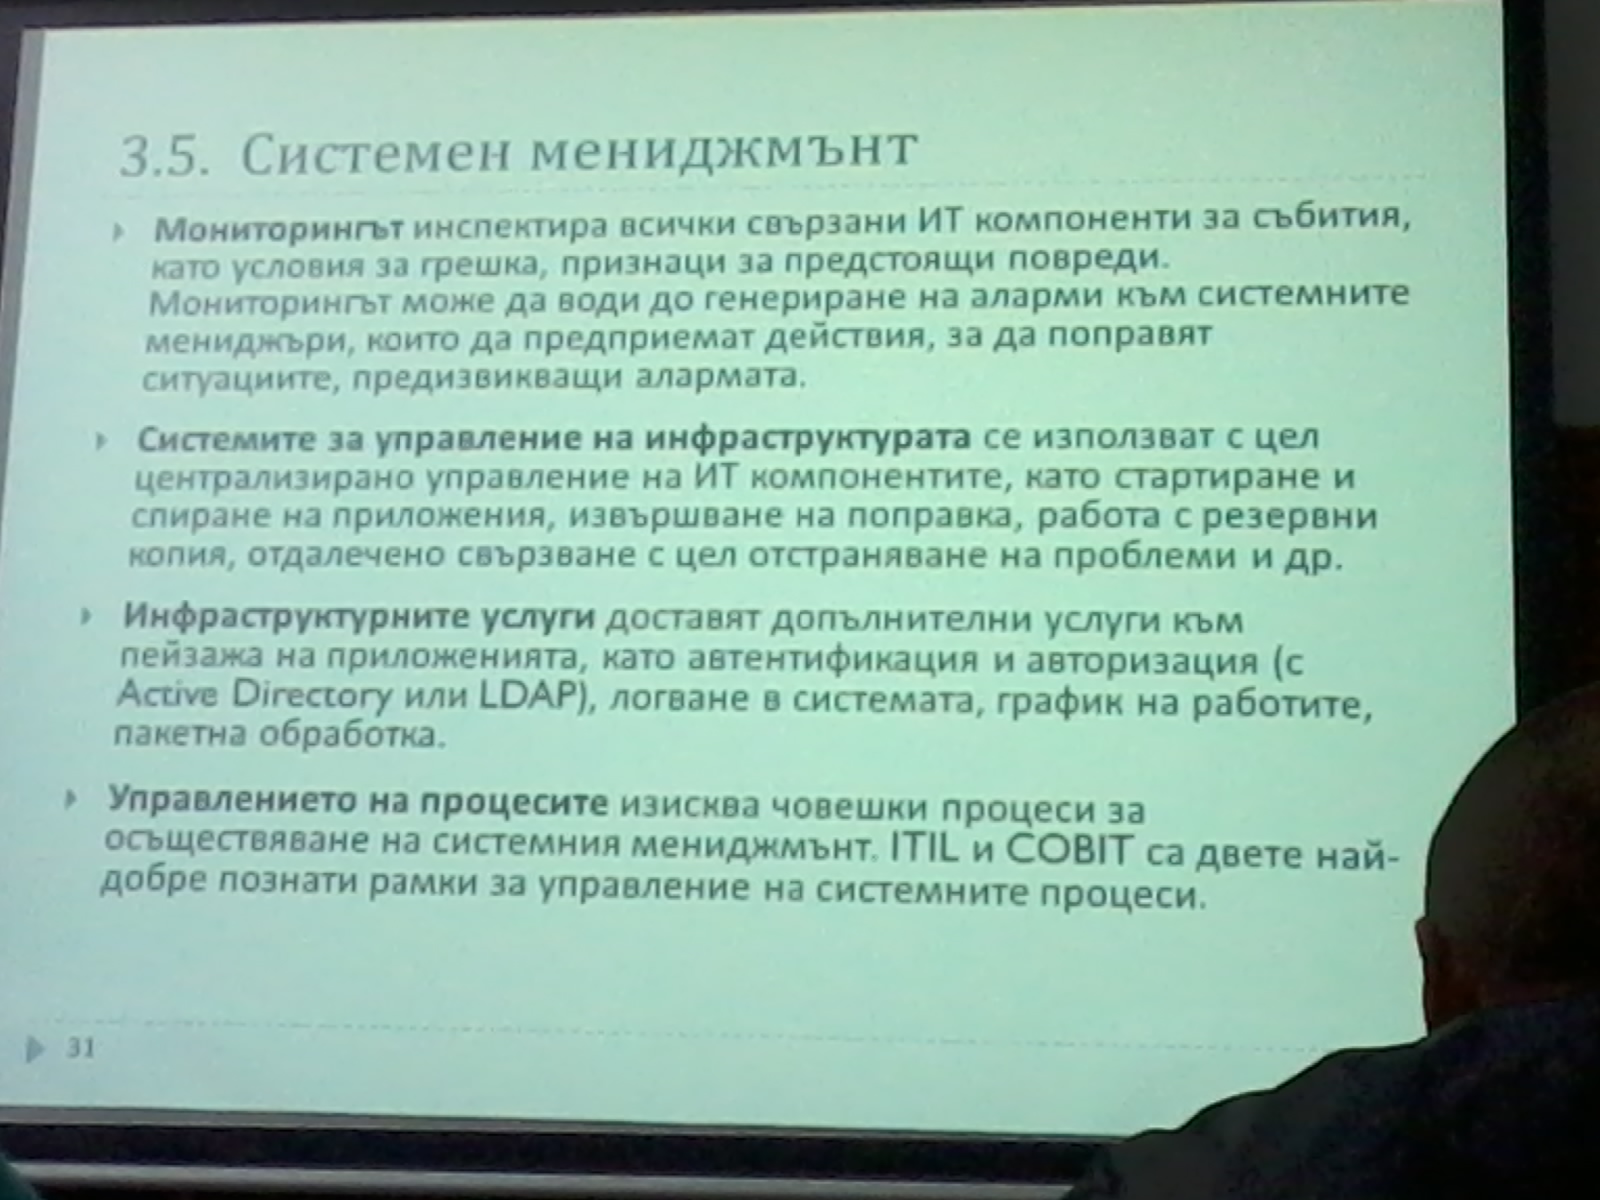 3.5. Системен мениджмънт
Мониторингът инспектира всички свързани ИТ компоненти за събития,
като условия за грешка, признаци за предстоящи повреди.
Мониторингът може да води до генериране на аларми към системните
мениджъри, които да предприемат действия, за да поправят
ситуациите, предизвикващи алармата.
Системите за управление на инфраструктурата се използват с цел
централизирано управление на ИТ компонентите, като стартиране и
спиране на приложения, извършване на поправка, работа с резервни
копия, отдалечено свързване с цел отстраняване на проблеми и др.
Инфраструктурните услуги доставят допълнителни услуги към
пейзажа на приложенията, като автентификация и авторизация (с
Active Directory или LDAP), логване в системата, график на работите,
пакетна обработка.
Управлението на процесите изисква човешки процеси за
осъществяване на системния мениджмънт. ITIL и COBIT са двете най-
добре познати рамки за управление на системните процеси.
31